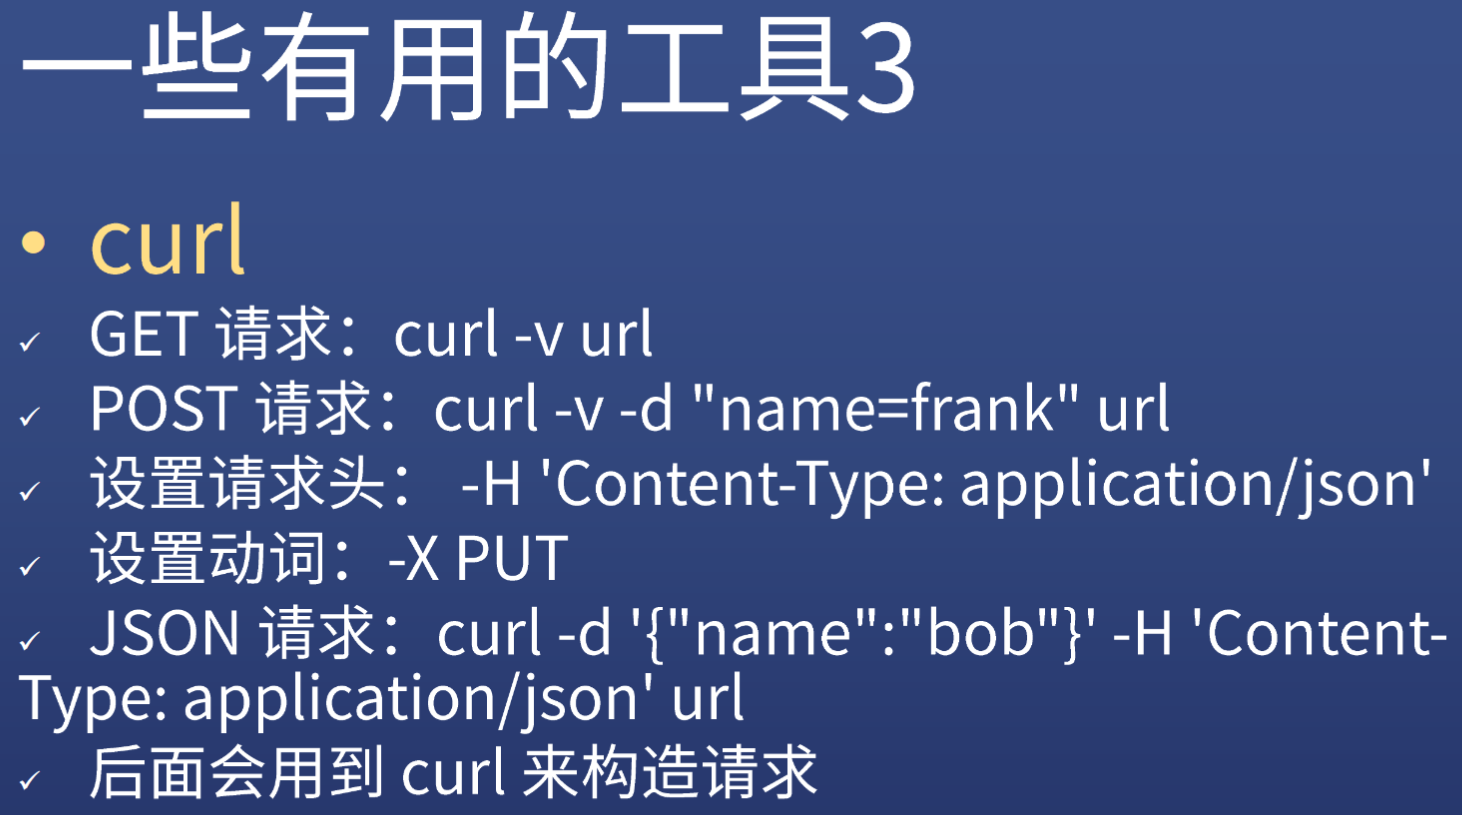 一些有用的工具3
• curl
✓ GET 请求：curl -v url
✓ POST 请求：curl -v -d "name=frank" url
✓ 设置请求头： -H 'Content-Type: application/json'
✓ 设置动词：-X PUT
✓ JSON 请求：curl -d '{"name":"bob"}' -H 'Content-
Type: application/json' url
✓ 后面会用到 curl 来构造请求